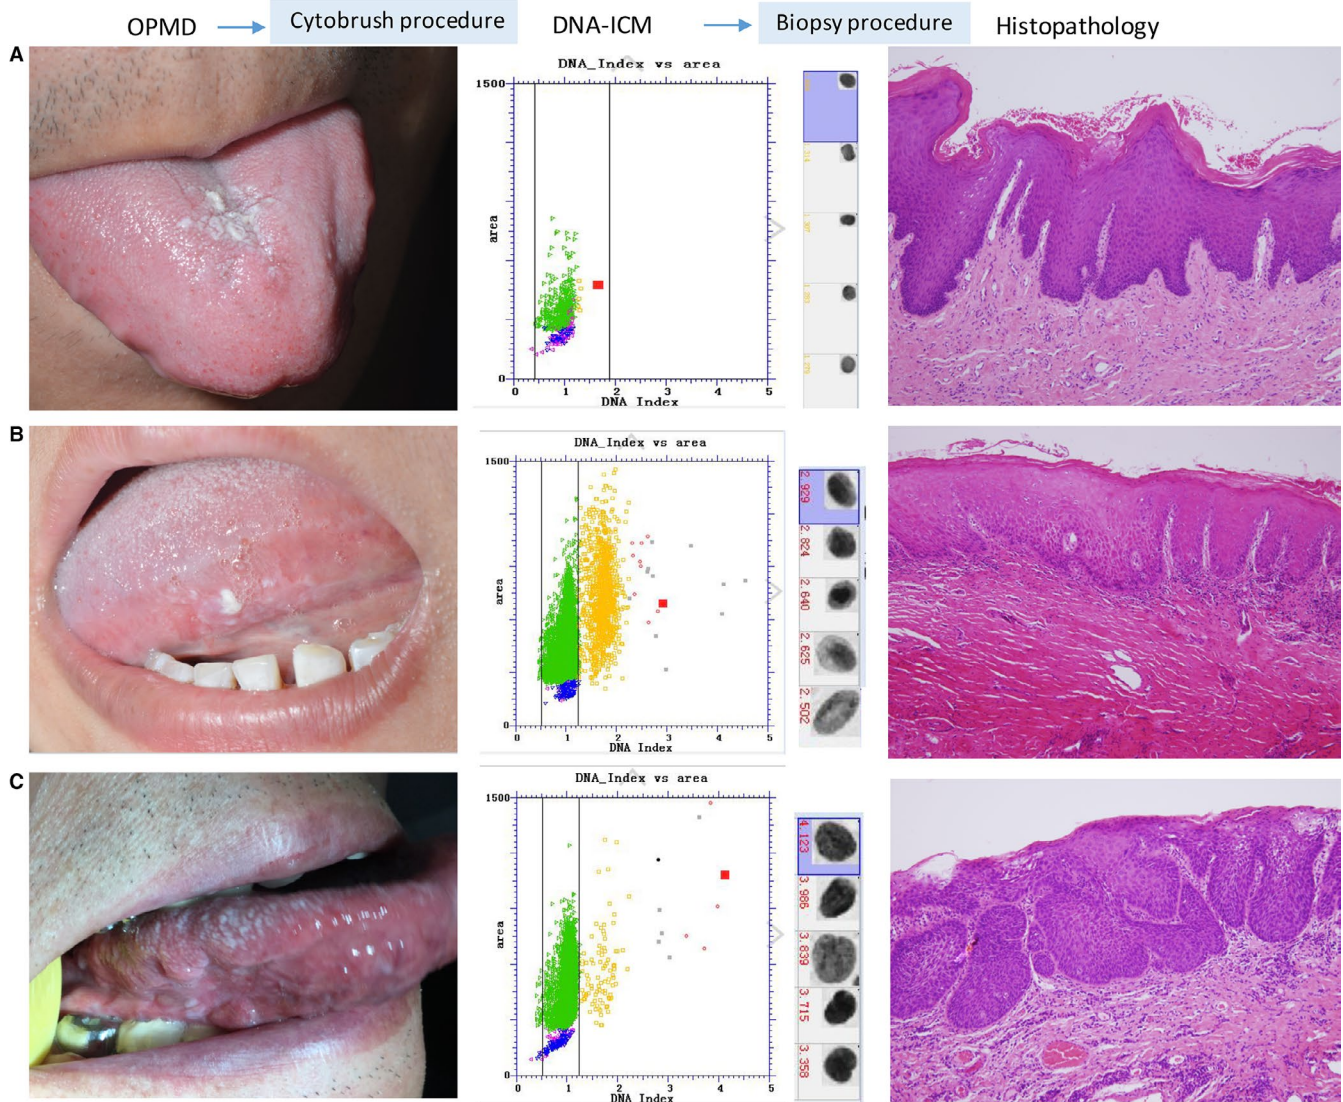 OPMD
Cytobrush procedure
DNA-ICM
Biopsy procedure
Histopathology
A
DNA_Index vs area
1500
area
0
0 1 2 3 4 5
DNA Index
B
DNA_Index vs area
1500
area
0
0 1 2 3 4 5
DNA Index
2.929
2.824
2.640
2.625
2.502
C
DNA_Index vs area
1500
area
0
0 1 2 3 4 5
DNA Index
4.123
3.986
3.839
3.715
3.358